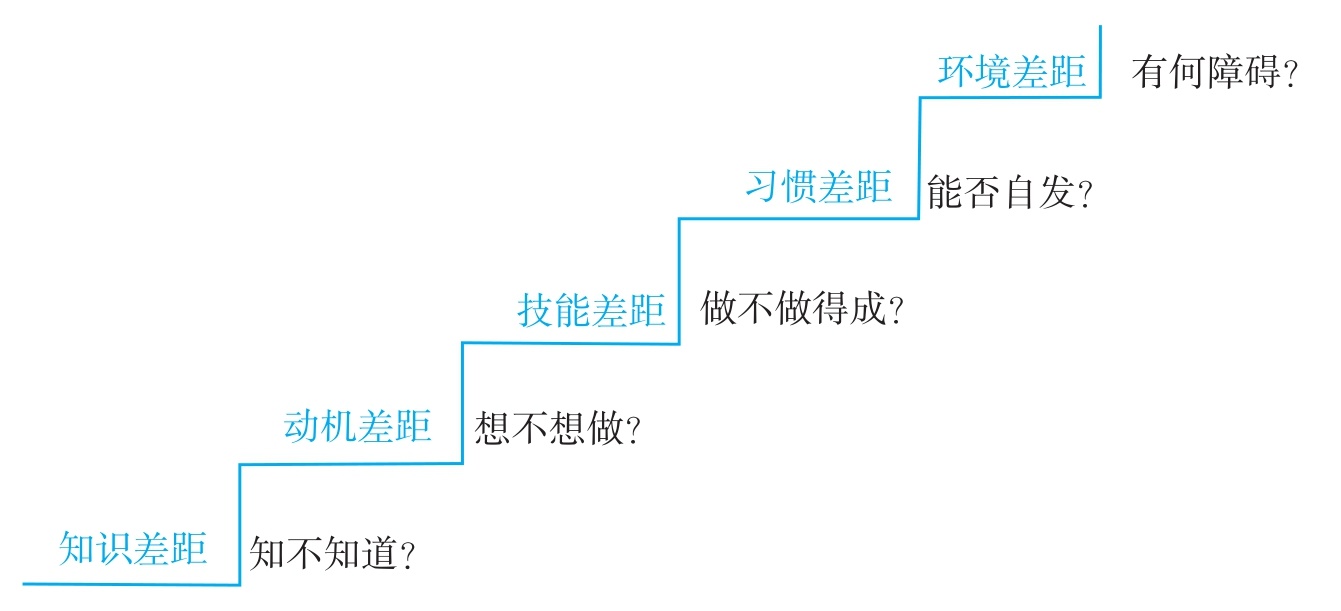 环境差距 有何障碍？
习惯差距 能否自发？
技能差距 做不做得成？
动机差距 想不想做？
知识差距 知不知道？